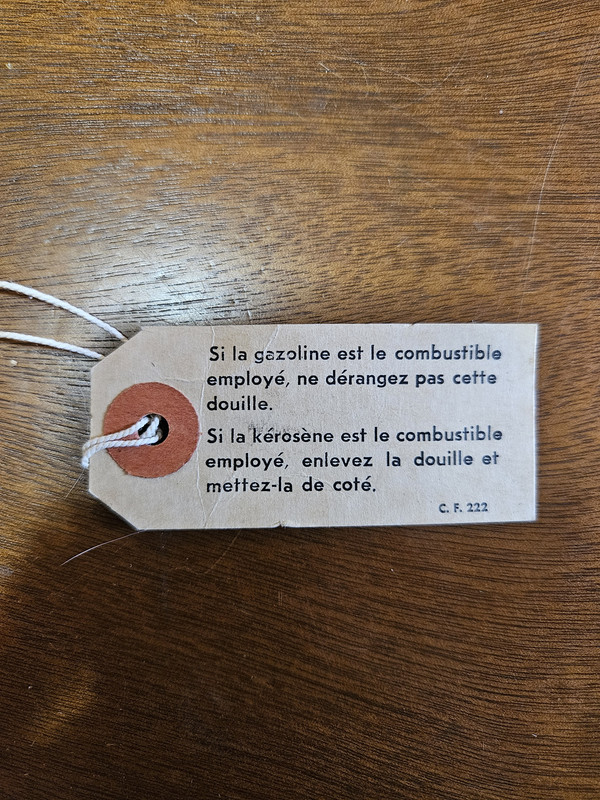 Si la gazoline est le combustible
employé, ne dérangez pas cette
douille.
Si la kérosène est le combustible
employé, enlevez la douille et
mettez-la de coté.
C. F. 222